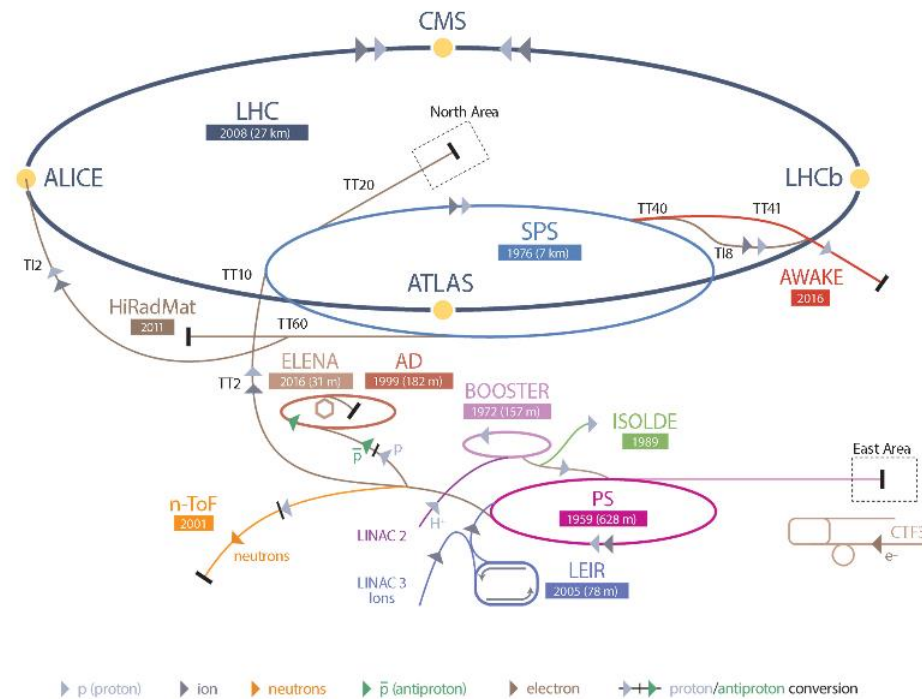 CMS
LHC
2008 (27 km)
North Area
ALICE
TT20
LHCb
TT40
TT41
SPS
1976 (7 km)
TI8
TI2
TT10
ATLAS
AWAKE
2016
HiRadMat
2011
TT60
ELENA
2016 (31 m)
AD
1999 (182 m)
TT2
BOOSTER
1972 (157 m)
ISOLDE
1989
p
p̄
East Area
n-ToF
2001
PS
1959 (628 m)
LINAC 2
H⁺
neutrons
CTF3
e-
LEIR
2005 (78 m)
LINAC 3
Ions
p (proton) ion neutrons p̄ (antiproton) electron proton/antiproton conversion